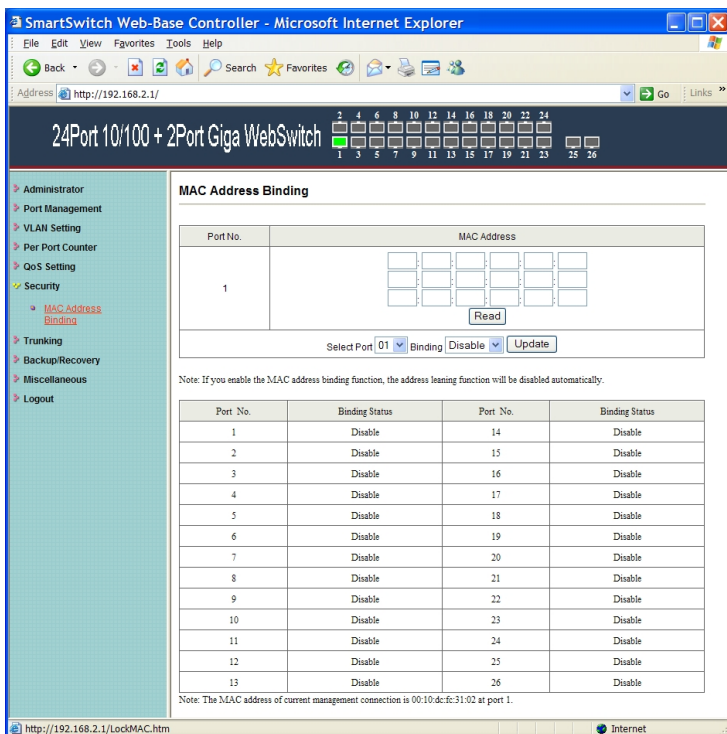 SmartSwitch Web-Base Controller - Microsoft Internet Explorer
File Edit View Favorites Tools Help
Back Search Favorites
Address http://192.168.2.1/ Go Links »
24Port 10/100 + 2Port Giga WebSwitch
2 4 6 8 10 12 14 16 18 20 22 24
1 3 5 7 9 11 13 15 17 19 21 23 25 26
Administrator
Port Management
VLAN Setting
Per Port Counter
QoS Setting
Security
MAC Address
Binding
Trunking
Backup/Recovery
Miscellaneous
Logout
MAC Address Binding
Port No. MAC Address
1
: : : : :
: : : : :
: : : : :
Read
Select Port 01 Binding Disable Update
Note: If you enable the MAC address binding function, the address leaning function will be disabled automatically.
Port No. Binding Status Port No. Binding Status
1 Disable 14 Disable
2 Disable 15 Disable
3 Disable 16 Disable
4 Disable 17 Disable
5 Disable 18 Disable
6 Disable 19 Disable
7 Disable 20 Disable
8 Disable 21 Disable
9 Disable 22 Disable
10 Disable 23 Disable
11 Disable 24 Disable
12 Disable 25 Disable
13 Disable 26 Disable
Note: The MAC address of current management connection is 00:10:dc:fc:31:02 at port 1.
http://192.168.2.1/LockMAC.htm Internet